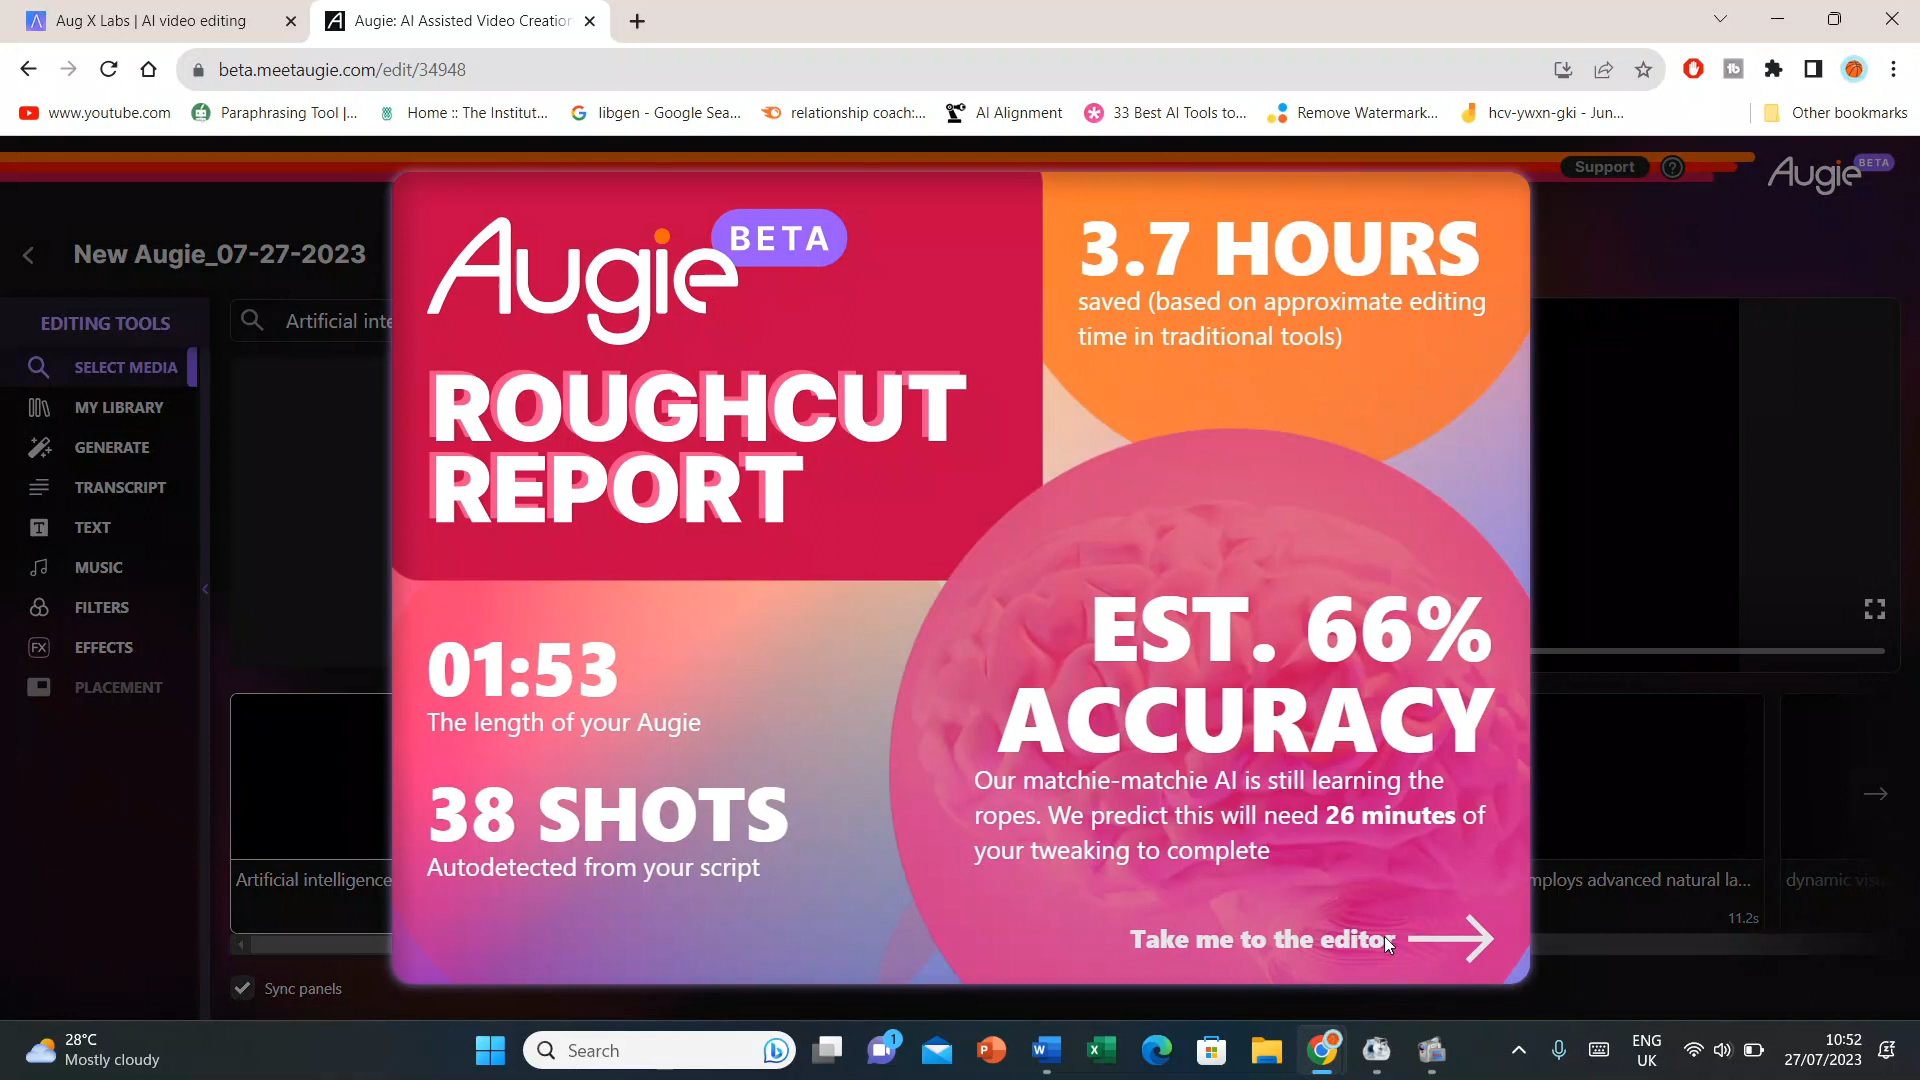 Aug X Labs | AI video editing
Augie: AI Assisted Video Creation
beta.meetaugie.com/edit/34948
www.youtube.com
Paraphrasing Tool |...
Home :: The Institut...
libgen - Google Sea...
relationship coach:...
AI Alignment
33 Best AI Tools to...
Remove Watermark...
hcv-ywxn-gki - Jun...
Other bookmarks
Support
?
Augie BETA
New Augie_07-27-2023
EDITING TOOLS
SELECT MEDIA
MY LIBRARY
GENERATE
TRANSCRIPT
T TEXT
MUSIC
FILTERS
FX EFFECTS
PLACEMENT
Artificial inte
Augie BETA
ROUGHCUT
REPORT
3.7 HOURS
saved (based on approximate editing
time in traditional tools)
01:53
The length of your Augie
38 SHOTS
Autodetected from your script
EST. 66%
ACCURACY
Our matchie-matchie AI is still learning the
ropes. We predict this will need 26 minutes of
your tweaking to complete
Take me to the editor
Artificial intelligence
mploys advanced natural la...
11.2s
dynamic vis
Sync panels
28°C
Mostly cloudy
Search
1
ENG
UK
10:52
27/07/2023